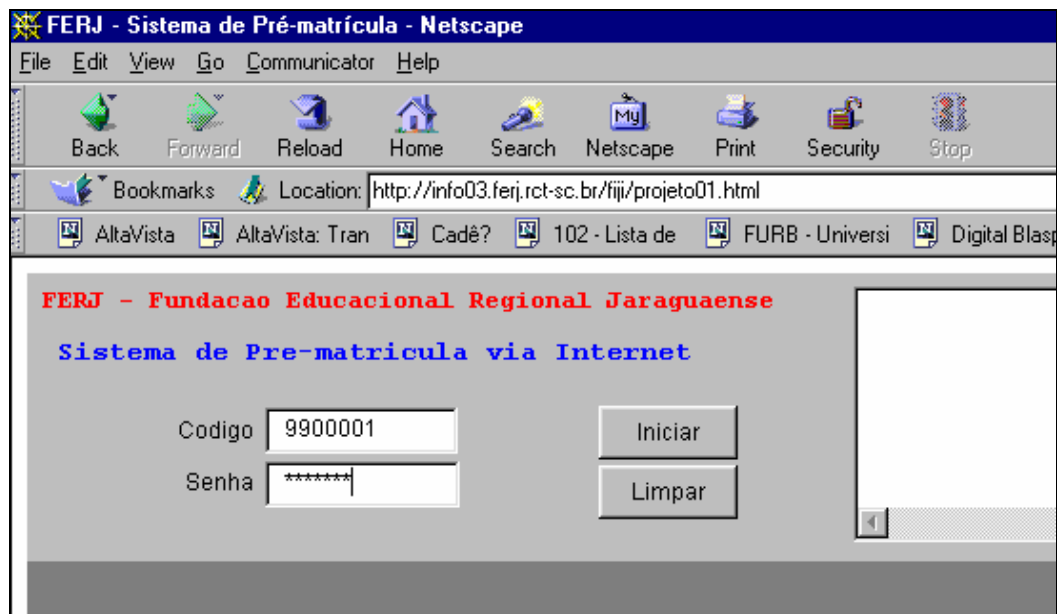 FERJ - Sistema de Pré-matrícula - Netscape
File Edit View Go Communicator Help
Back Forward Reload Home Search Netscape Print Security Stop
Bookmarks Location: http://info03.ferj.rct-sc.br/fiji/projeto01.html
AltaVista AltaVista: Tran Cadê? 102 - Lista de FURB - Universi Digital Blasp
FERJ - Fundacao Educacional Regional Jaraguaense
Sistema de Pre-matricula via Internet
Codigo 9900001 Iniciar
Senha ******* Limpar